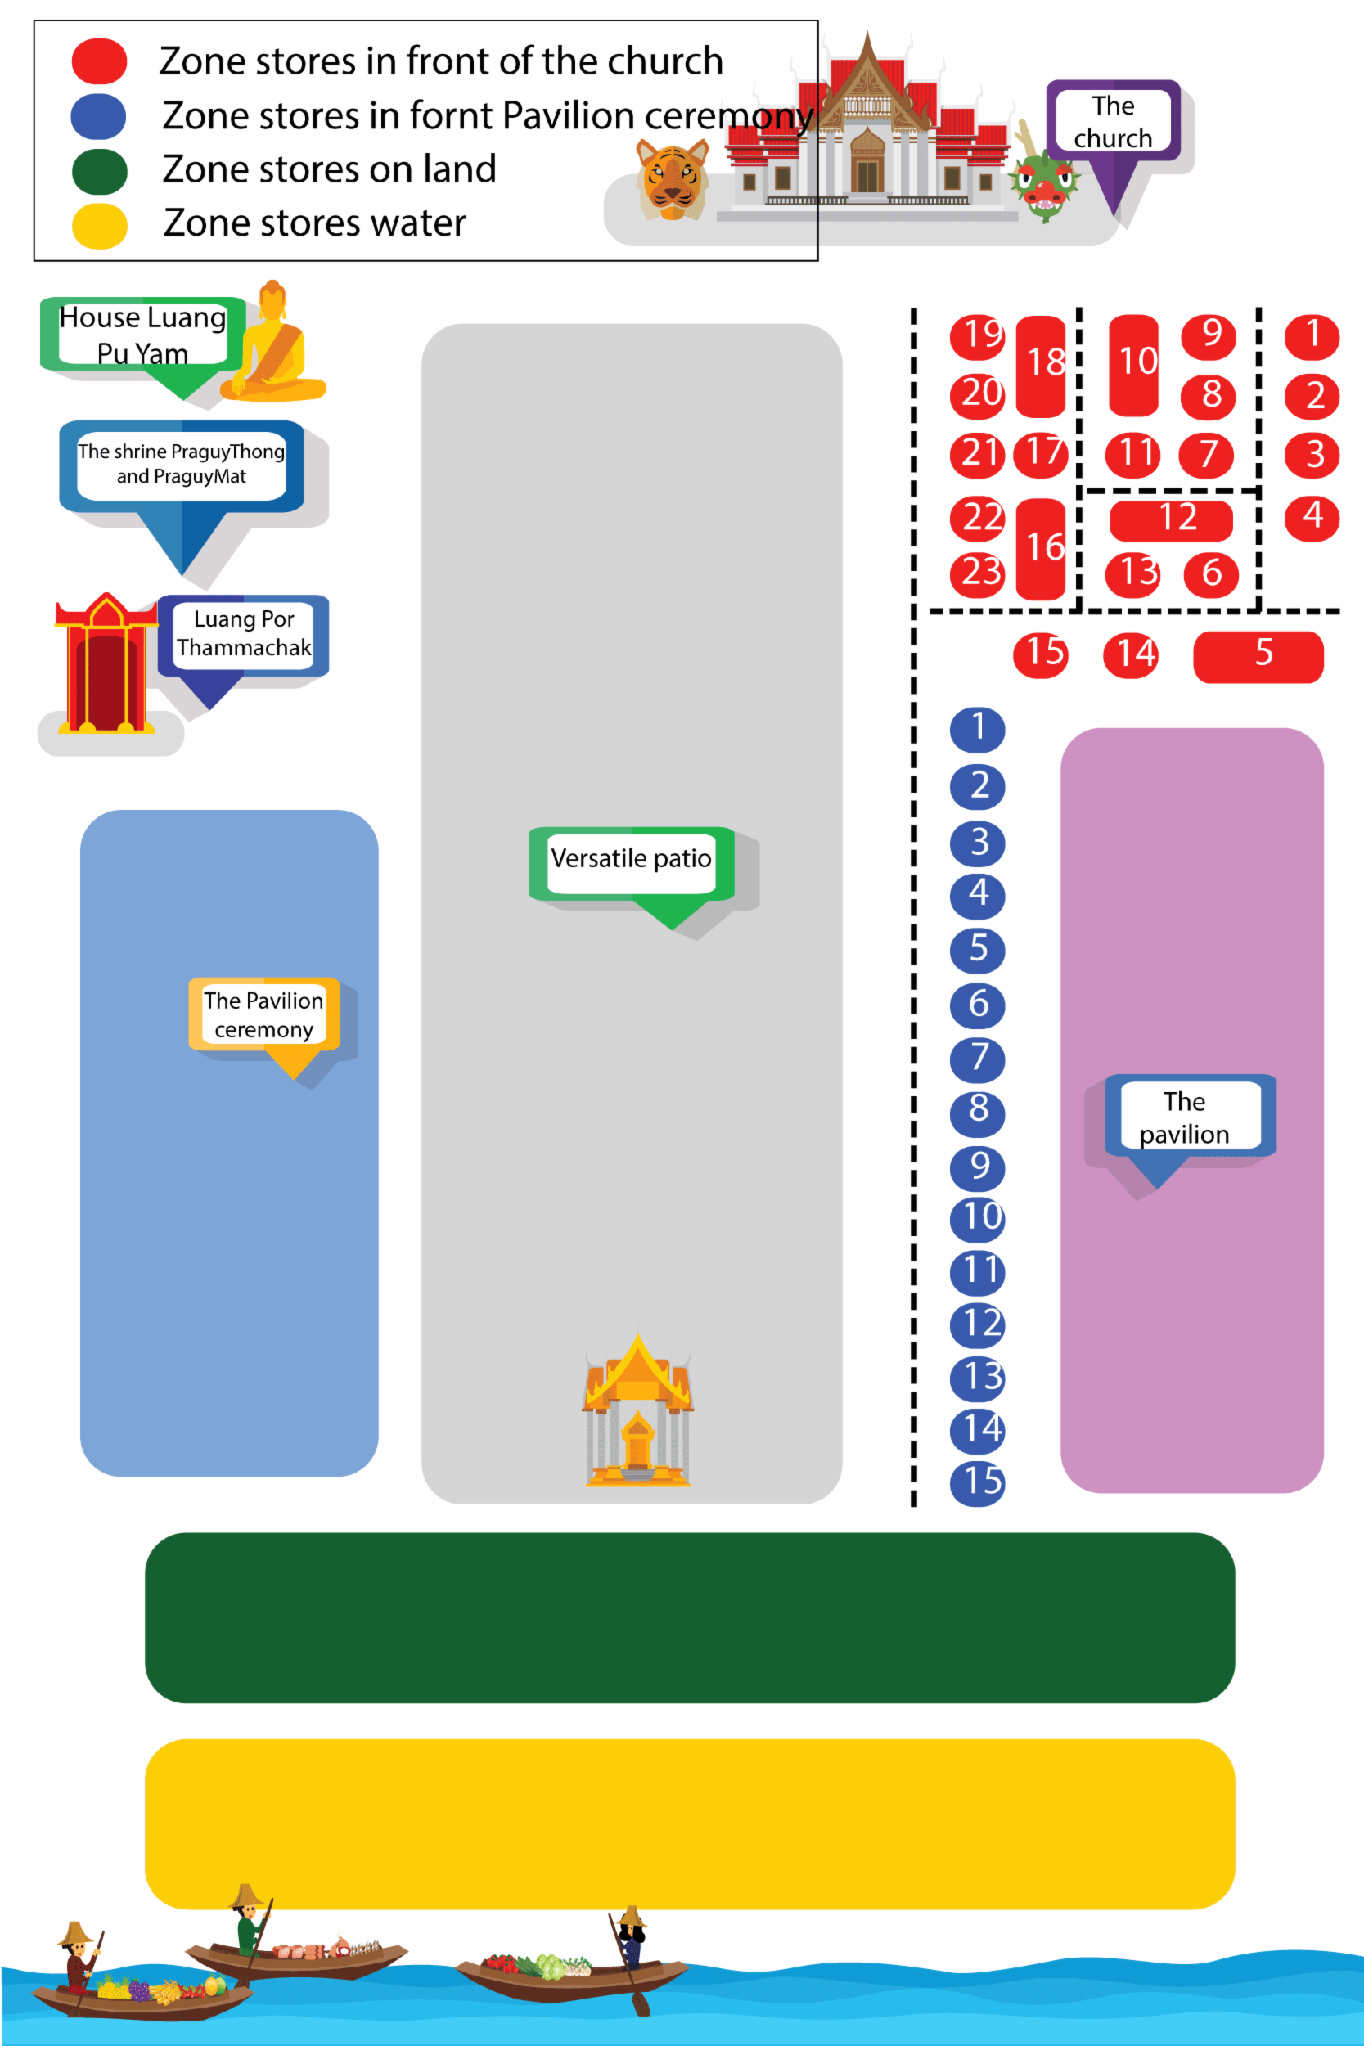 Zone stores in front of the church
Zone stores in fornt Pavilion ceremony
Zone stores on land
Zone stores water
The
church
House Luang
Pu Yam
The shrine PraguyThong
and PraguyMat
Luang Por
Thammachak
19 18 10 9 1
20 8 2
21 17 11 7 3
22 16 12 4
23 13 6
15 14 5
Versatile patio
The Pavilion
ceremony
The
pavilion
1
2
3
4
5
6
7
8
9
10
11
12
13
14
15